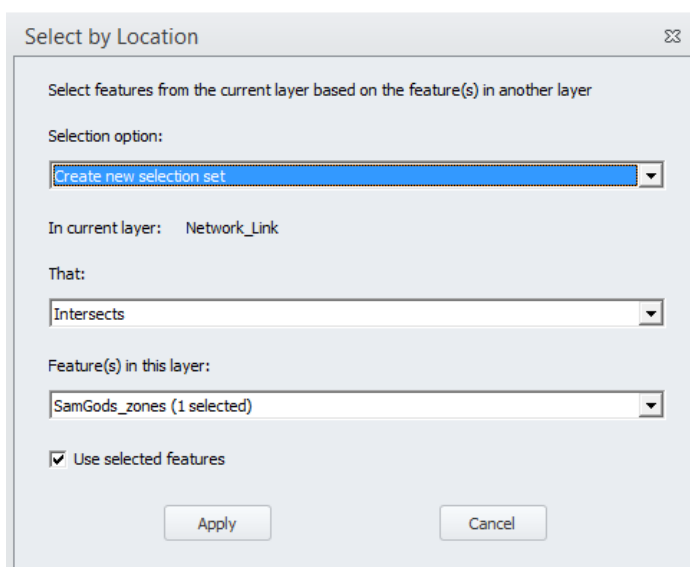 Select by Location
Select features from the current layer based on the feature(s) in another layer
Selection option:
Create new selection set
In current layer: Network_Link
That:
Intersects
Feature(s) in this layer:
SamGods_zones (1 selected)
Use selected features
Apply Cancel